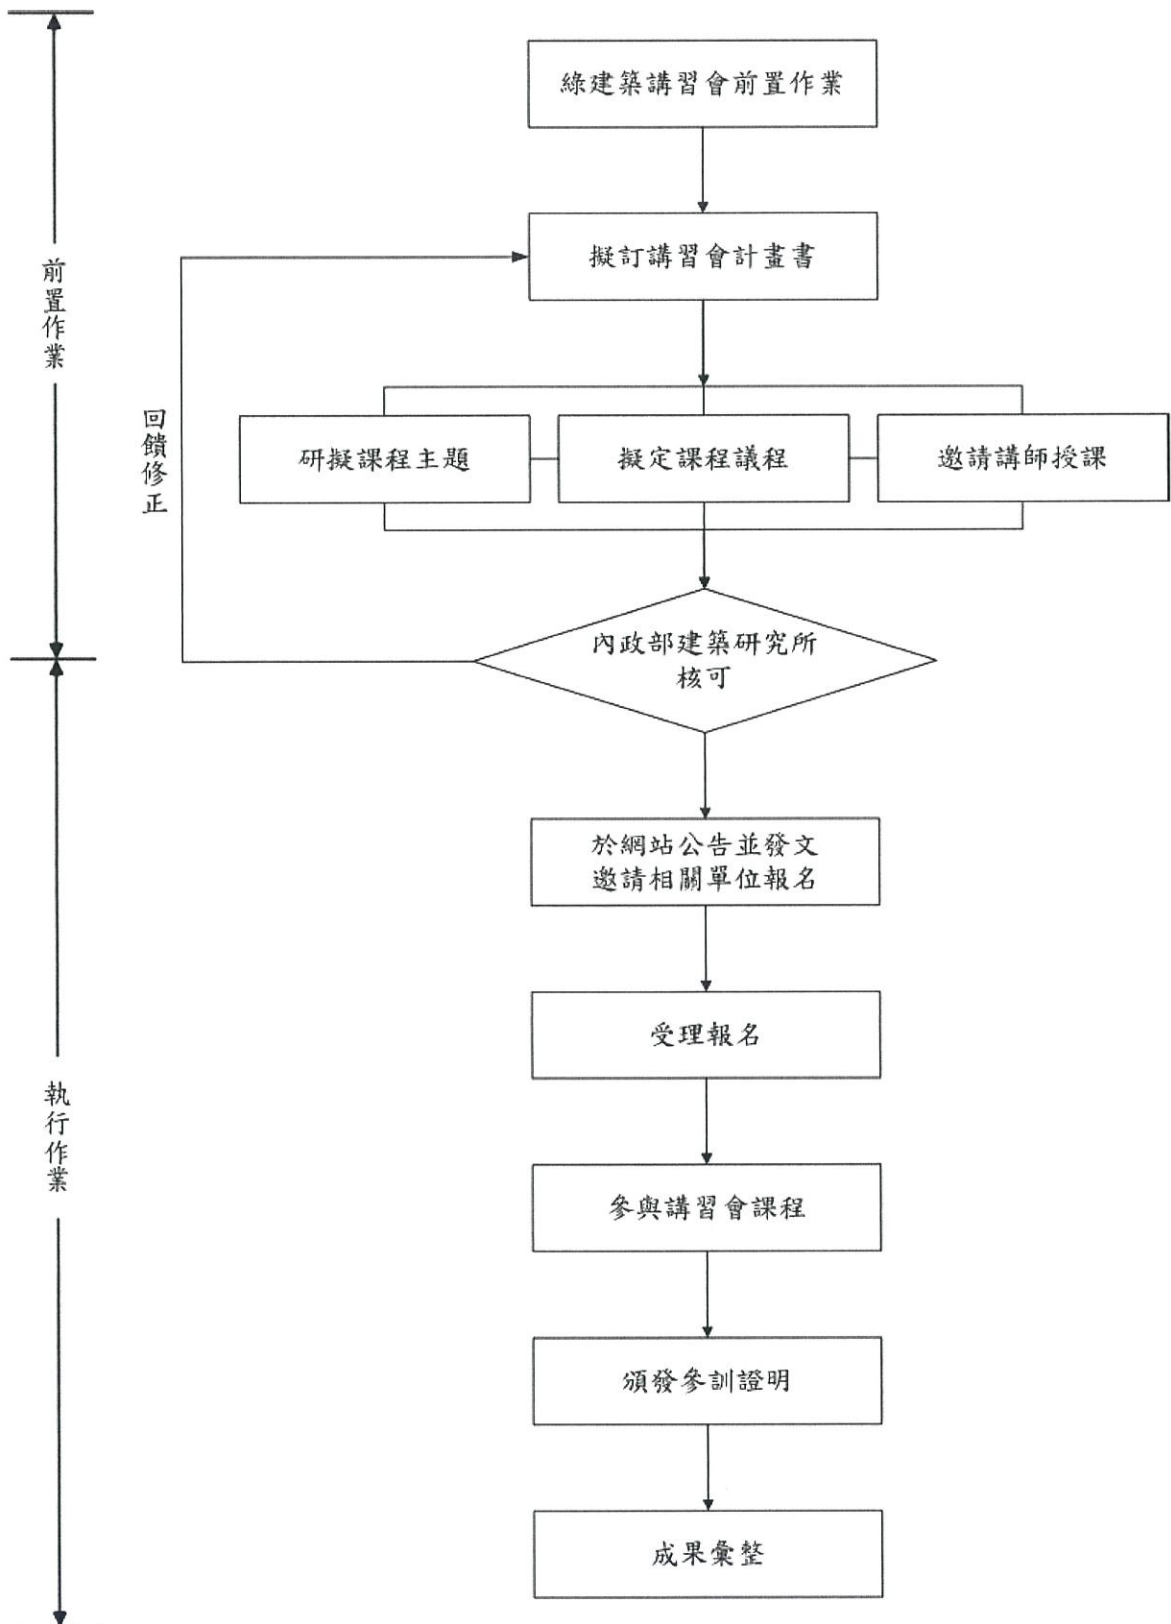 綠建築講習會前置作業
擬訂講習會計畫書
前置作業
回饋修正
研擬課程主題
擬定課程議程
邀請講師授課
內政部建築研究所
核可
於網站公告並發文
邀請相關單位報名
受理報名
執行作業
參與講習會課程
頒發參訓證明
成果彙整